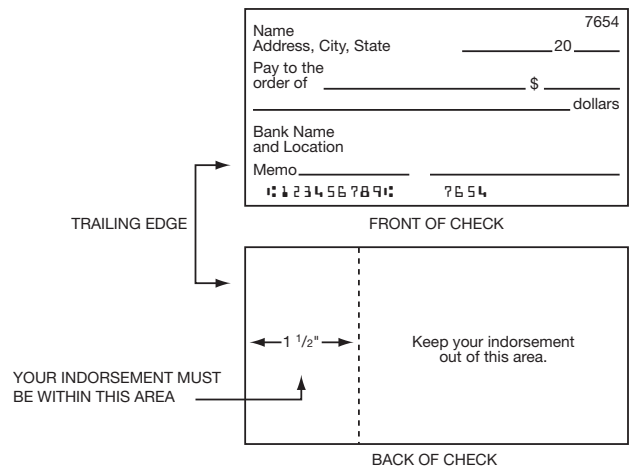 7654
Name
Address, City, State 20
Pay to the
order of $
dollars
Bank Name
and Location
Memo
⑆123456789⑆ 7654
TRAILING EDGE
FRONT OF CHECK
1 1/2"
Keep your indorsement
out of this area.
YOUR INDORSEMENT MUST
BE WITHIN THIS AREA
BACK OF CHECK